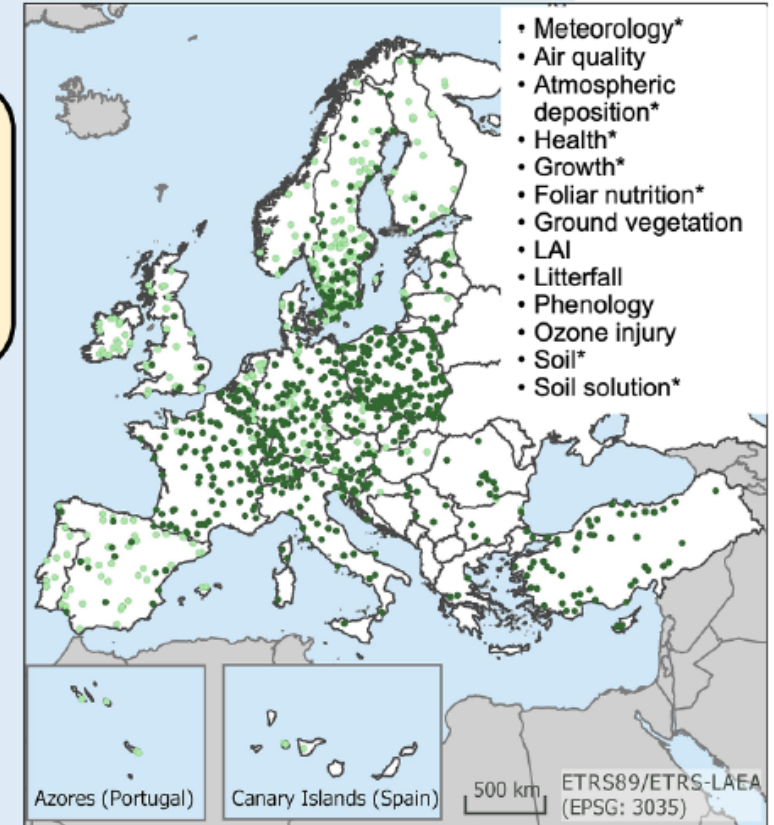 • Meteorology*
• Air quality
• Atmospheric
deposition*
• Health*
• Growth*
• Foliar nutrition*
• Ground vegetation
• LAI
• Litterfall
• Phenology
• Ozone injury
• Soil*
• Soil solution*
Azores (Portugal)
Canary Islands (Spain)
500 km
ETRS89/ETRS-LAEA
(EPSG: 3035)